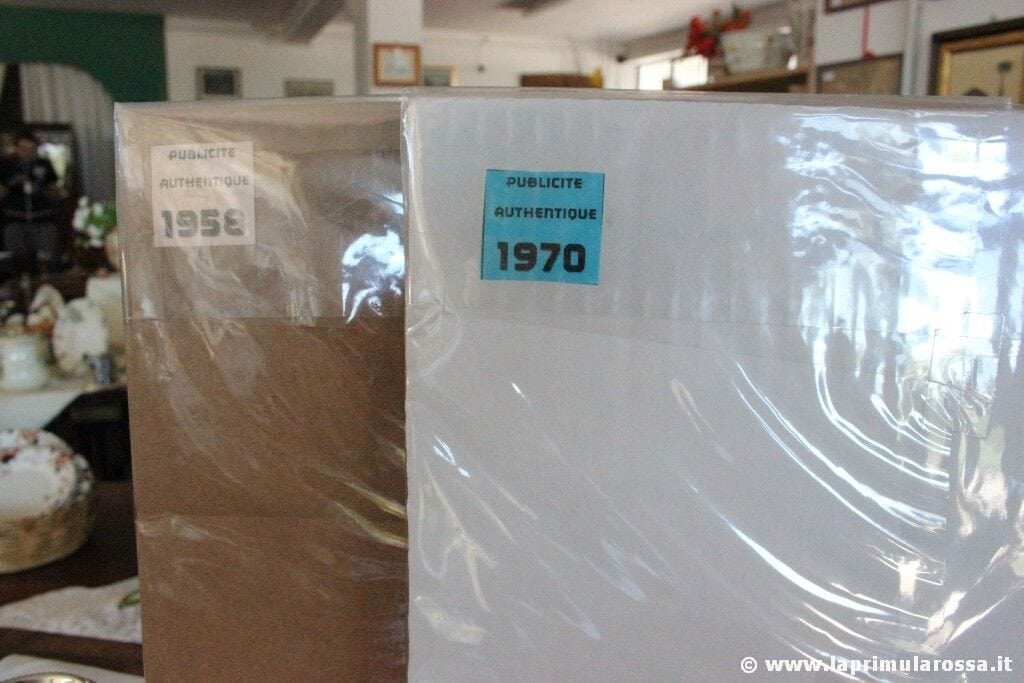 PUBLICITE
AUTHENTIQUE
1958
PUBLICITE
AUTHENTIQUE
1970
© www.laprimularossa.it